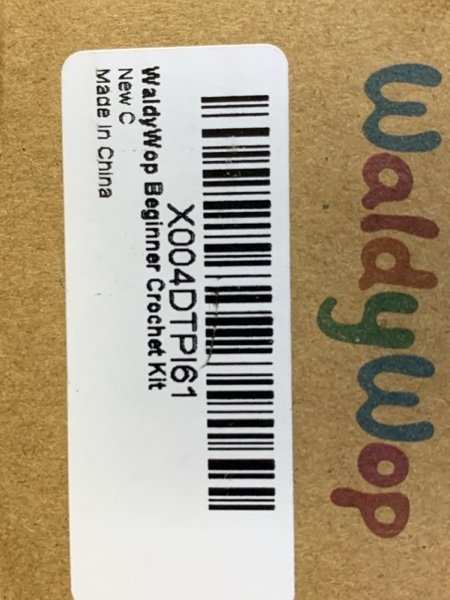 WaldyWop
X004DTPI61
WaldyWop Beginner Crochet Kit
New C
Made In China